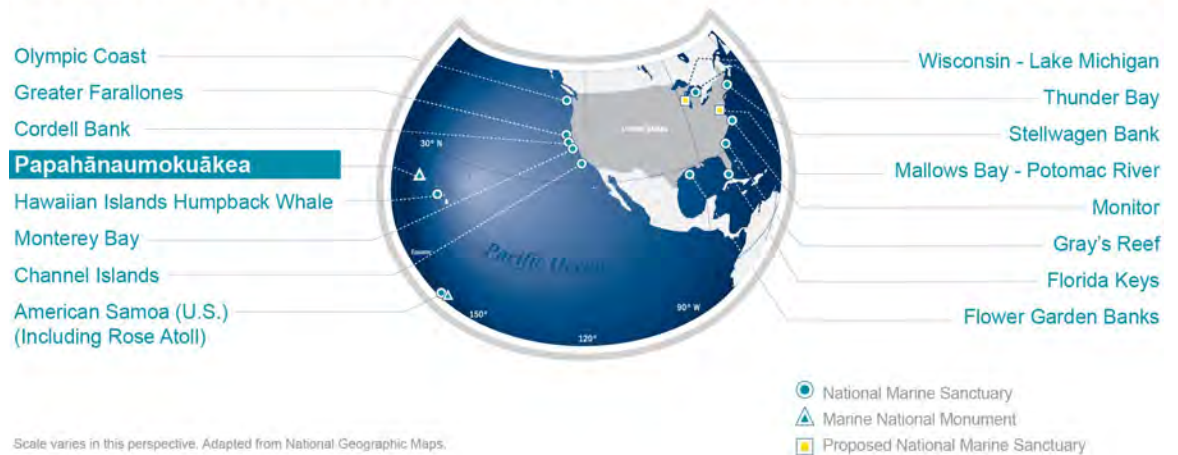 Olympic Coast
Greater Farallones
Cordell Bank
Papahānaumokuākea
Hawaiian Islands Humpback Whale
Monterey Bay
Channel Islands
American Samoa (U.S.)
(Including Rose Atoll)
30° N
Pacific Ocean
150°
120°
90° W
Wisconsin - Lake Michigan
Thunder Bay
Stellwagen Bank
Mallows Bay - Potomac River
Monitor
Gray's Reef
Florida Keys
Flower Garden Banks
National Marine Sanctuary
Marine National Monument
Proposed National Marine Sanctuary
Scale varies in this perspective. Adapted from National Geographic Maps.